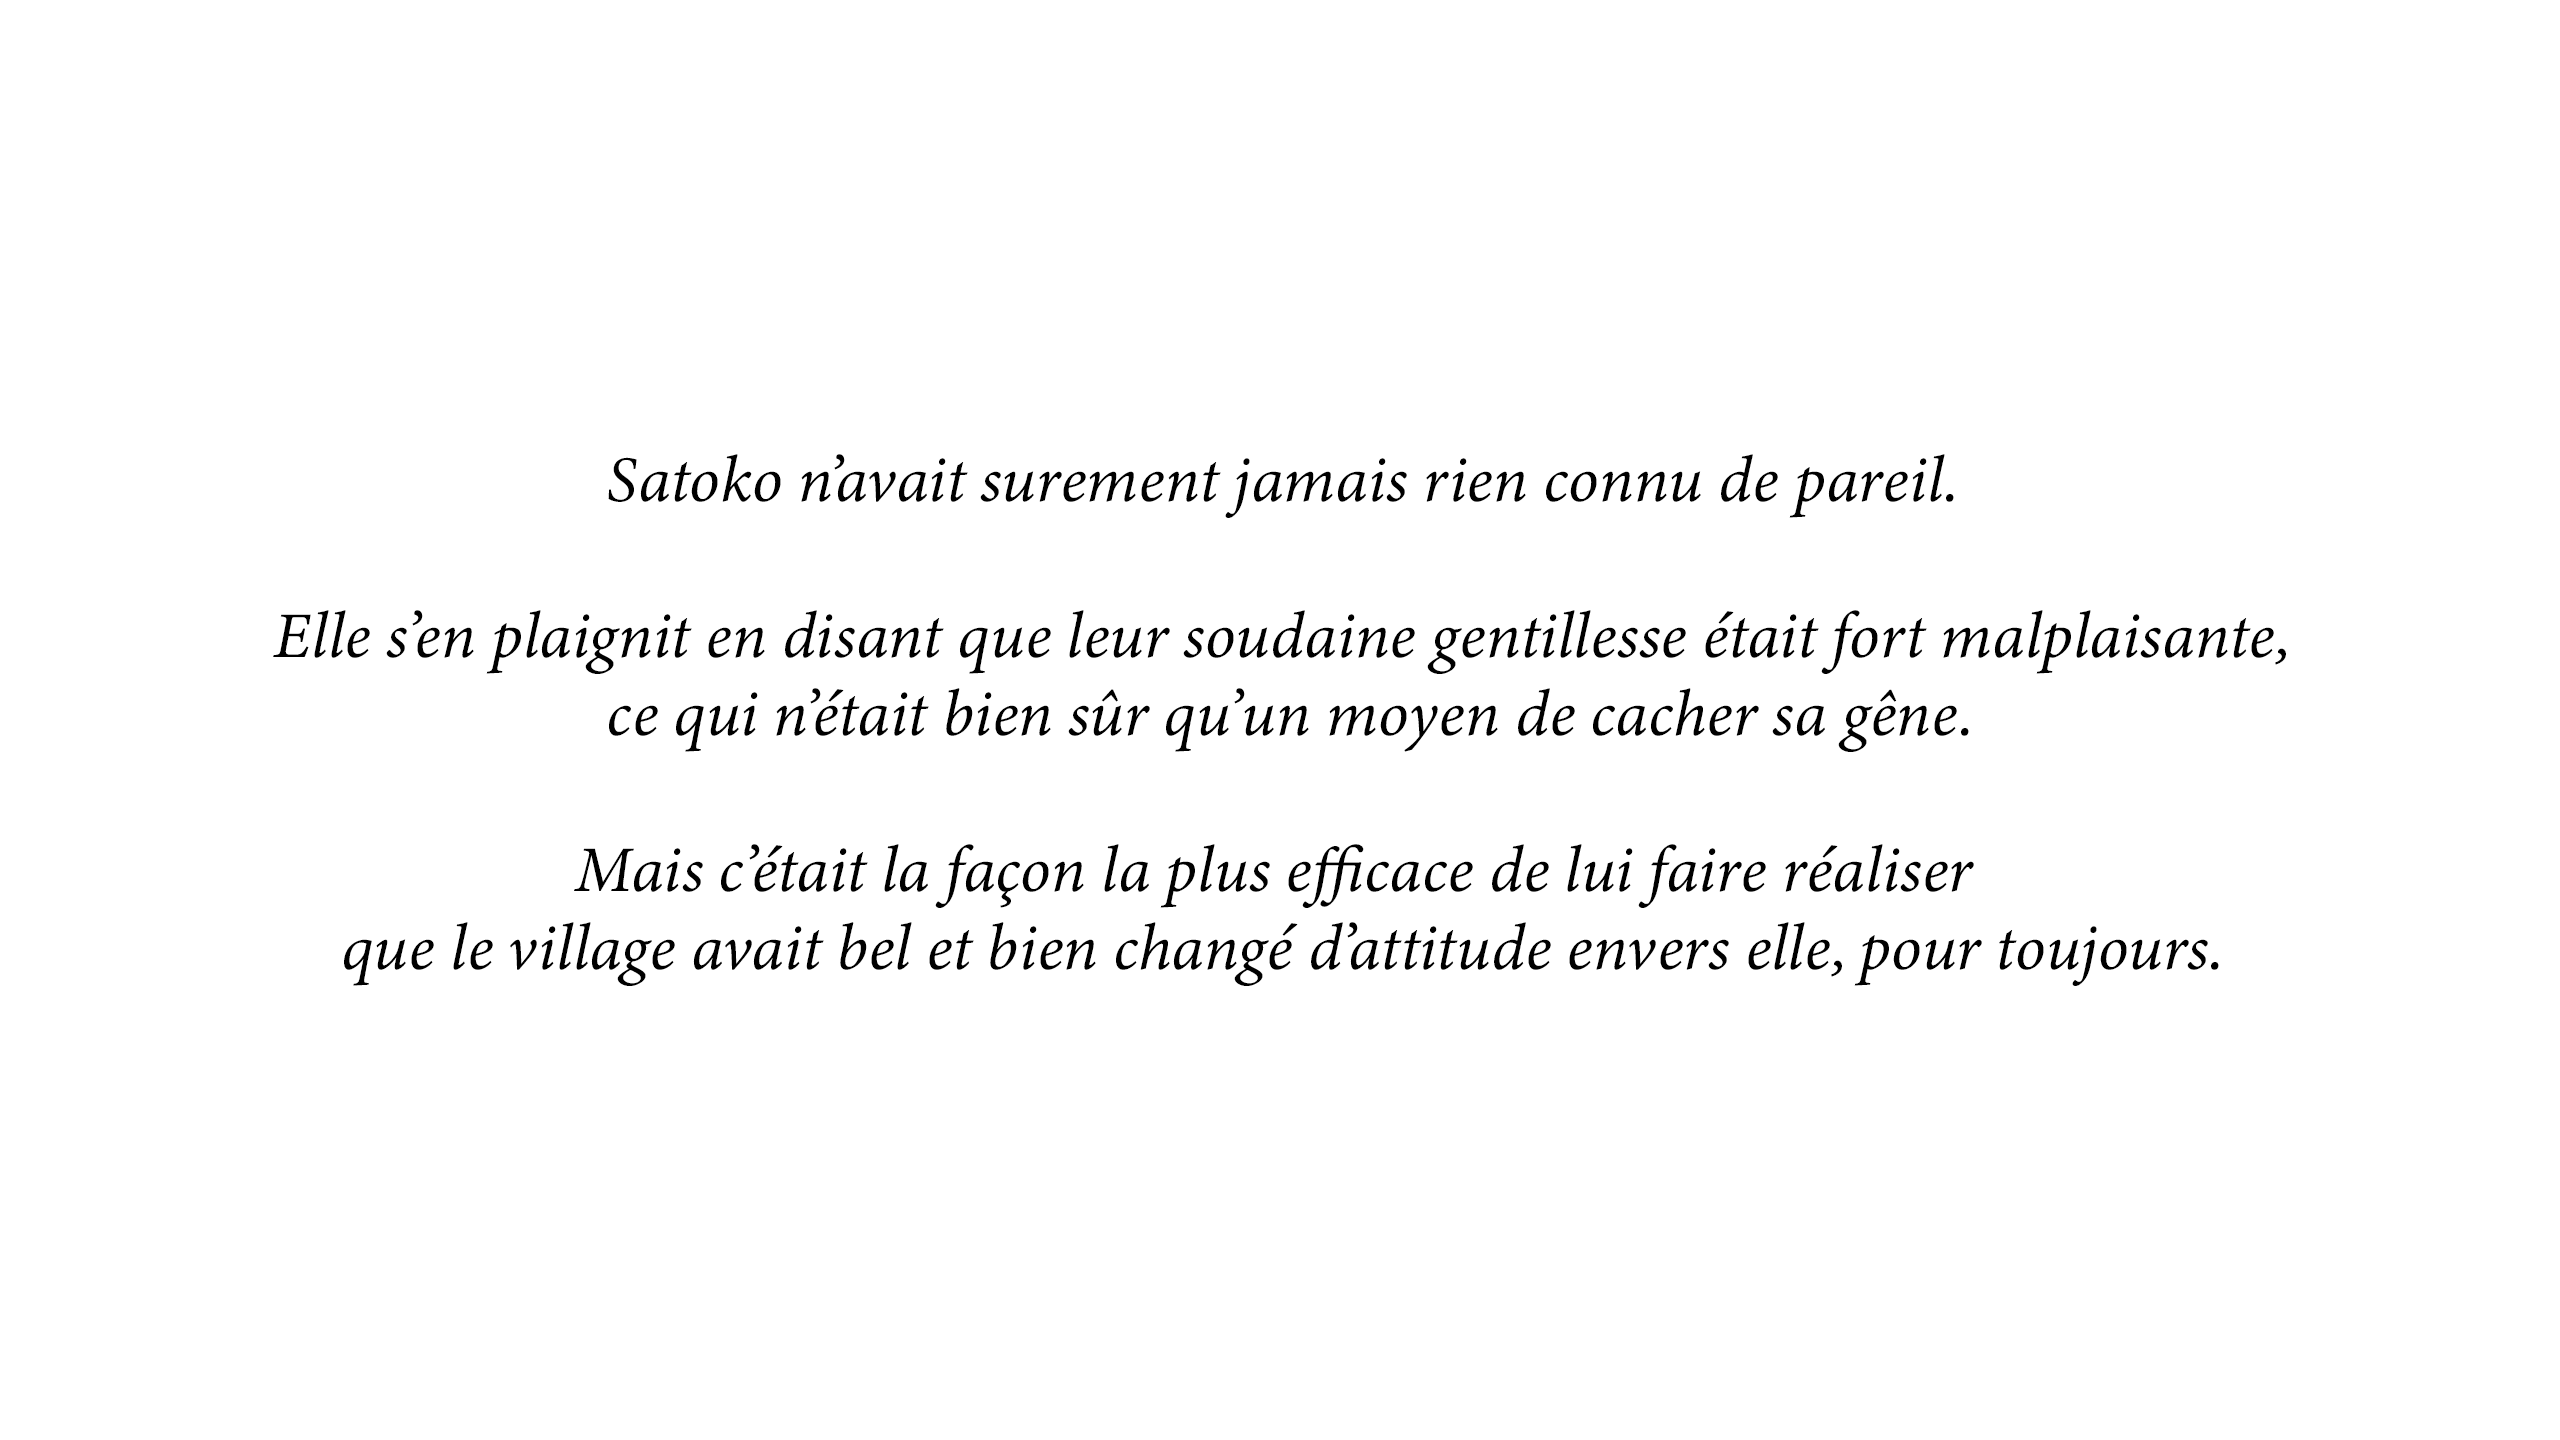 Satoko n’avait surement jamais rien connu de pareil.
Elle s’en plaignit en disant que leur soudaine gentillesse était fort malplaisante,
ce qui n’était bien sûr qu’un moyen de cacher sa gêne.
Mais c’était la façon la plus efficace de lui faire réaliser
que le village avait bel et bien changé d’attitude envers elle, pour toujours.